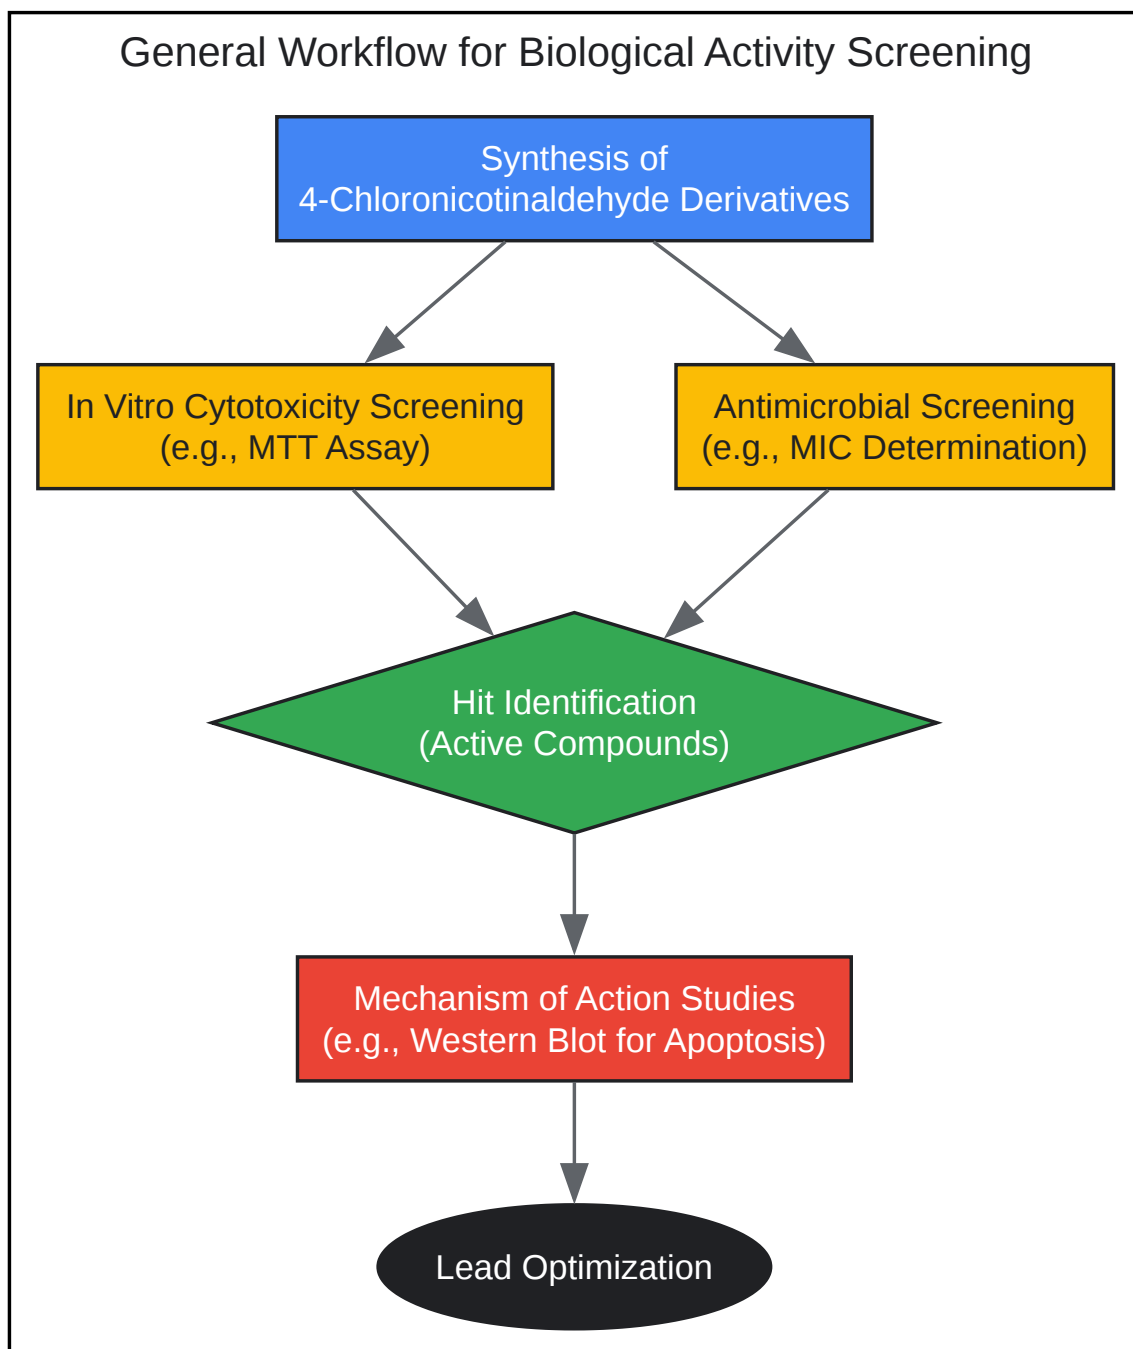 General Workflow for Biological Activity Screening
Synthesis of
4-Chloronicotinaldehyde Derivatives
In Vitro Cytotoxicity Screening
(e.g., MTT Assay)
Antimicrobial Screening
(e.g., MIC Determination)
Hit Identification
(Active Compounds)
Mechanism of Action Studies
(e.g., Western Blot for Apoptosis)
Lead Optimization